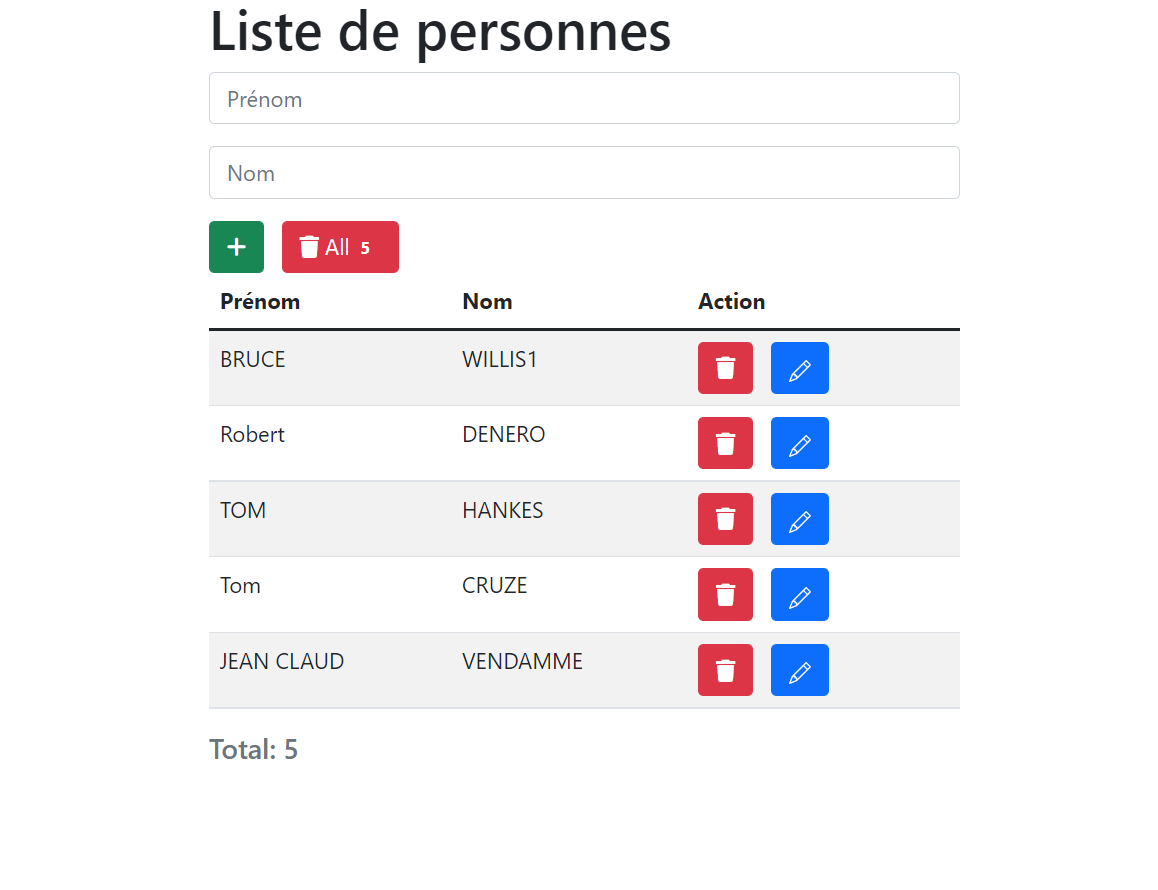 Liste de personnes
Prénom
Nom
All 5
Prénom Nom Action
BRUCE WILLIS1
Robert DENERO
TOM HANKES
Tom CRUZE
JEAN CLAUD VENDAMME
Total: 5